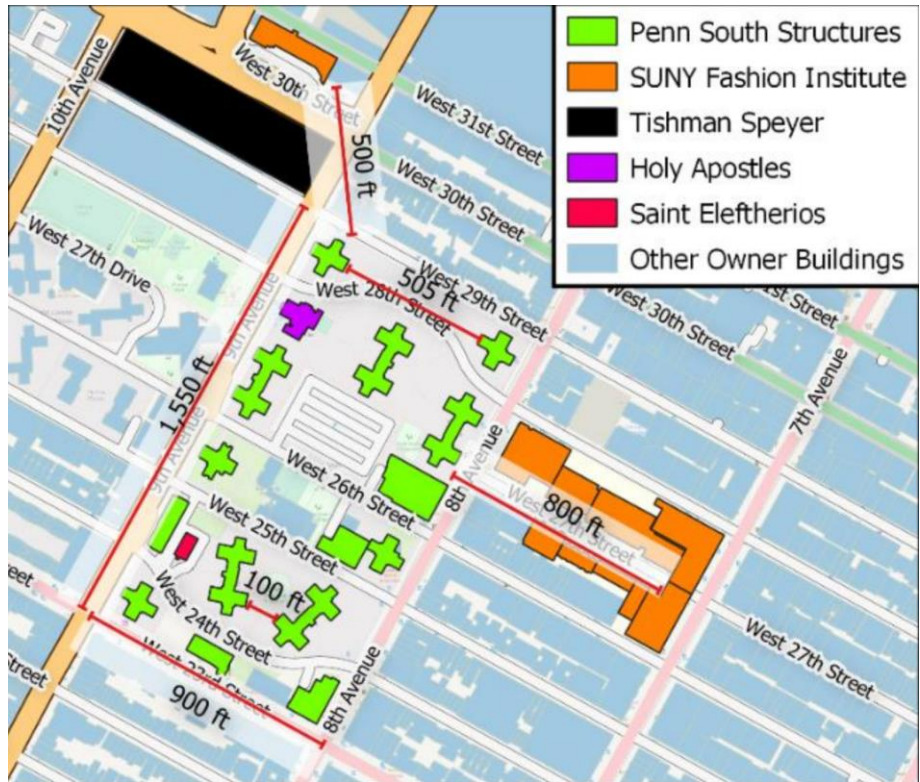 Penn South Structures
SUNY Fashion Institute
Tishman Speyer
Holy Apostles
Saint Eleftherios
Other Owner Buildings
10th Avenue
West 30th Street
West 31st Street
500 ft
West 30th Street
West 27th Drive
West 29th Street
505 ft
West 28th Street
1st Street
West 30th Street
9th Avenue
1,550 ft
7th Avenue
9th Avenue
8th Avenue
West 26th Street
West 27th Street
800 ft
West 25th Street
100 ft
eet
West 24th Street
West 27th Street
West 23rd Street
Street
900 ft
8th Avenue